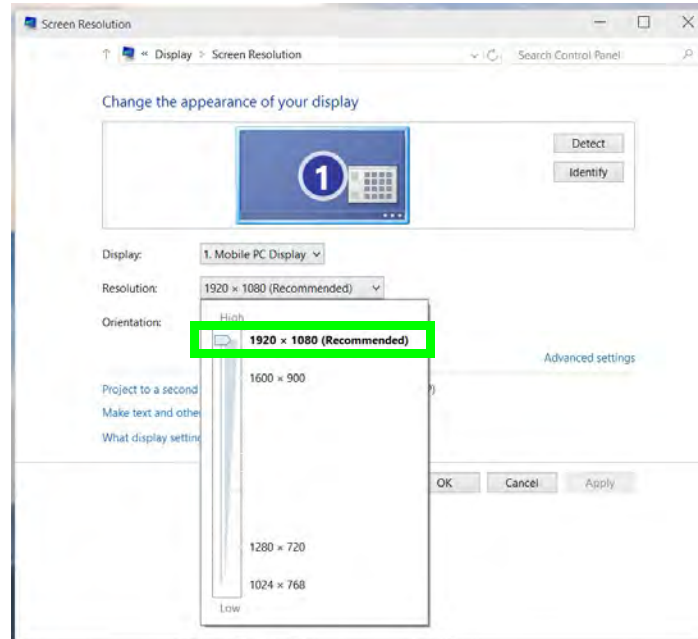 Screen Resolution
« Display > Screen Resolution
Search Control Panel
Change the appearance of your display
1
Detect
Identify
Display: 1. Mobile PC Display
Resolution: 1920 × 1080 (Recommended)
Orientation:
High
1920 × 1080 (Recommended)
1600 × 900
1280 × 720
1024 × 768
Low
Advanced settings
Project to a second
Make text and othe
What display settin
OK Cancel Apply